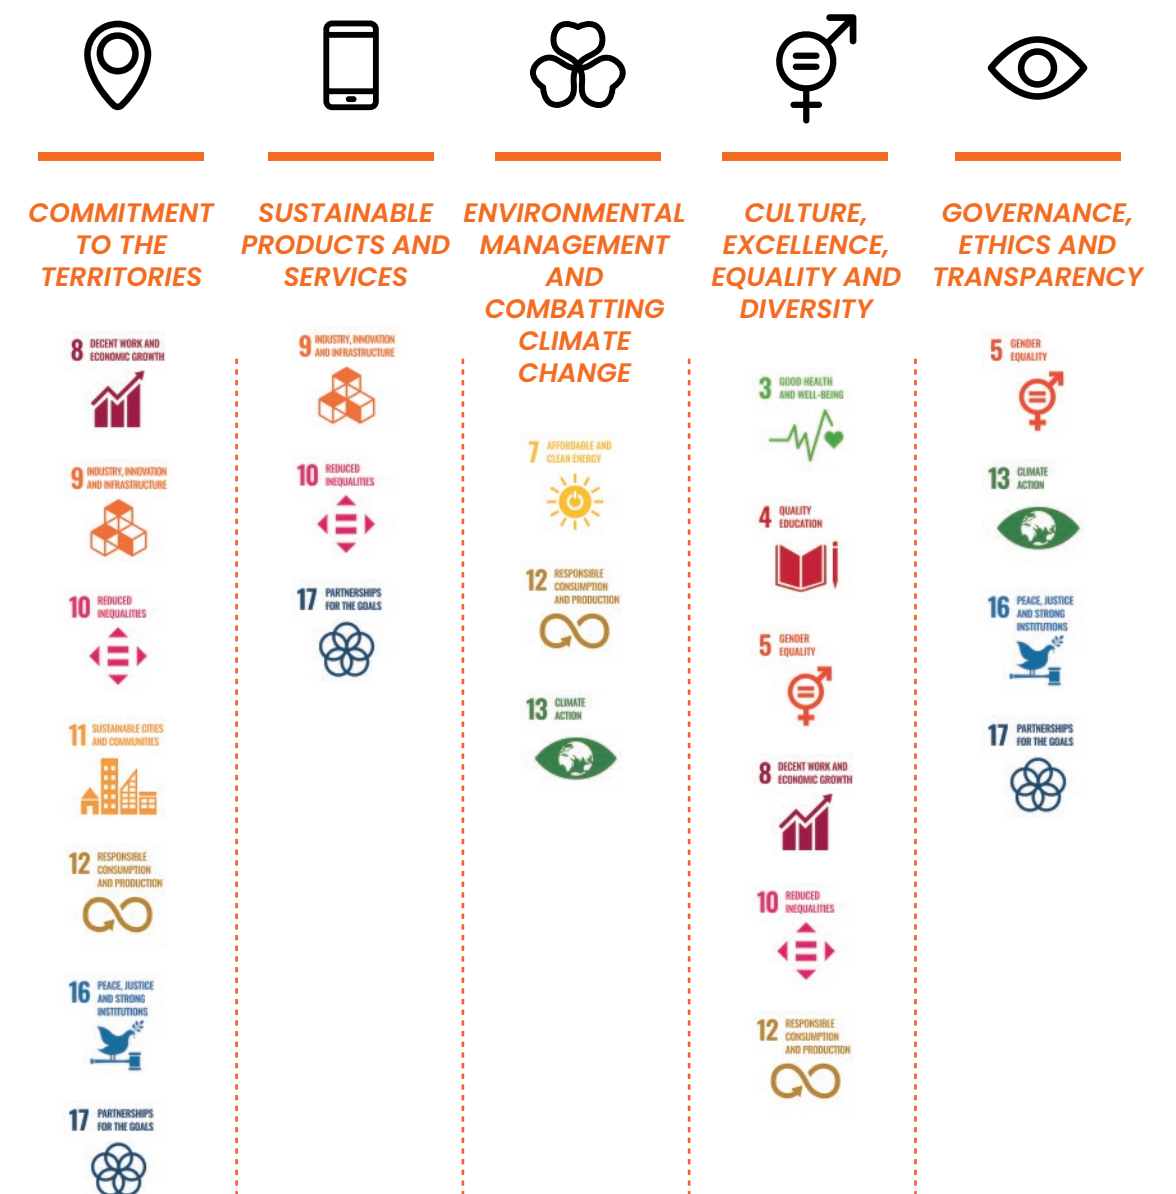 COMMITMENT
TO THE
TERRITORIES
8 DECENT WORK AND
ECONOMIC GROWTH
9 INDUSTRY, INNOVATION
AND INFRASTRUCTURE
10 REDUCED
INEQUALITIES
11 SUSTAINABLE CITIES
AND COMMUNITIES
12 RESPONSIBLE
CONSUMPTION
AND PRODUCTION
16 PEACE, JUSTICE
AND STRONG
INSTITUTIONS
17 PARTNERSHIPS
FOR THE GOALS
SUSTAINABLE
PRODUCTS AND
SERVICES
9 INDUSTRY, INNOVATION
AND INFRASTRUCTURE
10 REDUCED
INEQUALITIES
17 PARTNERSHIPS
FOR THE GOALS
ENVIRONMENTAL
MANAGEMENT
AND
COMBATTING
CLIMATE
CHANGE
7 AFFORDABLE AND
CLEAN ENERGY
12 RESPONSIBLE
CONSUMPTION
AND PRODUCTION
13 CLIMATE
ACTION
CULTURE,
EXCELLENCE,
EQUALITY AND
DIVERSITY
3 GOOD HEALTH
AND WELL-BEING
4 QUALITY
EDUCATION
5 GENDER
EQUALITY
8 DECENT WORK AND
ECONOMIC GROWTH
10 REDUCED
INEQUALITIES
12 RESPONSIBLE
CONSUMPTION
AND PRODUCTION
GOVERNANCE,
ETHICS AND
TRANSPARENCY
5 GENDER
EQUALITY
13 CLIMATE
ACTION
16 PEACE, JUSTICE
AND STRONG
INSTITUTIONS
17 PARTNERSHIPS
FOR THE GOALS